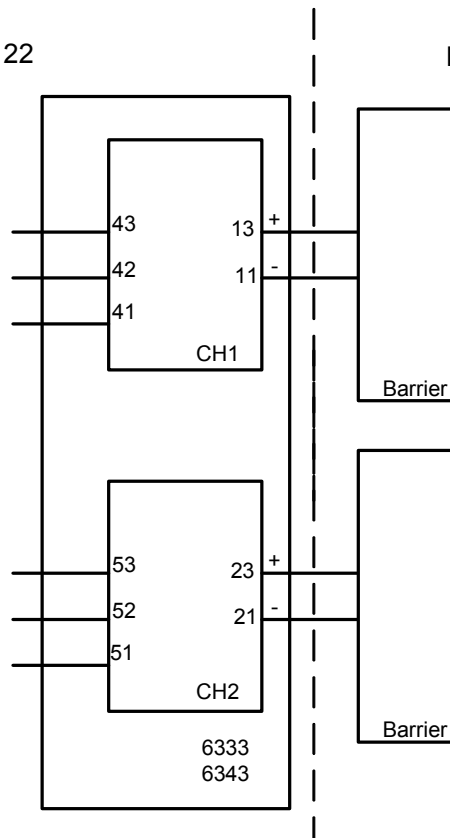 22
43 13 +
42 11 -
41
CH1
Barrier
53 23 +
52 21 -
51
CH2
Barrier
6333
6343